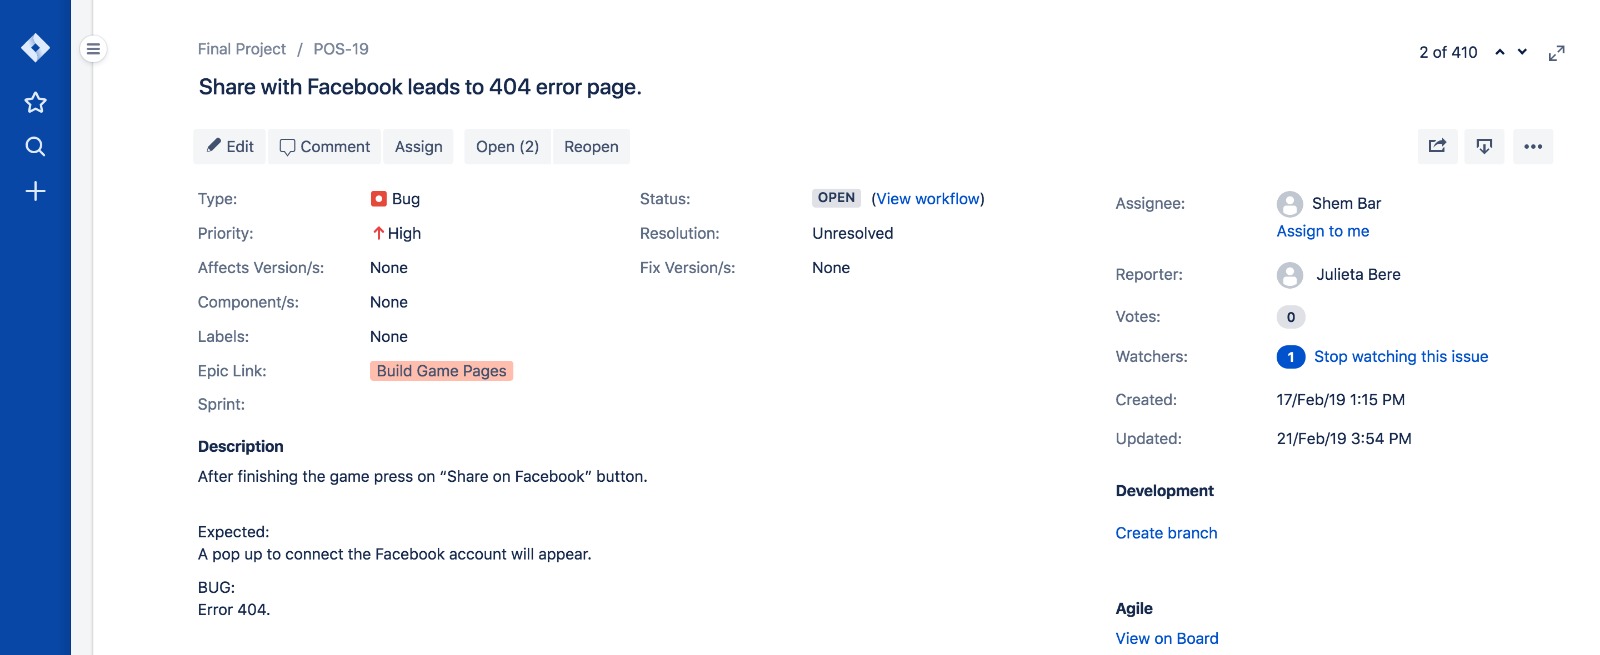 Final Project / POS-19
2 of 410
Share with Facebook leads to 404 error page.
Edit Comment Assign Open (2) Reopen
Type: Bug
Priority: High
Affects Version/s: None
Component/s: None
Labels: None
Epic Link: Build Game Pages
Sprint:
Status: OPEN (View workflow)
Resolution: Unresolved
Fix Version/s: None
Description
After finishing the game press on “Share on Facebook” button.
Expected:
A pop up to connect the Facebook account will appear.
BUG:
Error 404.
Assignee: Shem Bar
Assign to me
Reporter: Julieta Bere
Votes: 0
Watchers: 1 Stop watching this issue
Created: 17/Feb/19 1:15 PM
Updated: 21/Feb/19 3:54 PM
Development
Create branch
Agile
View on Board